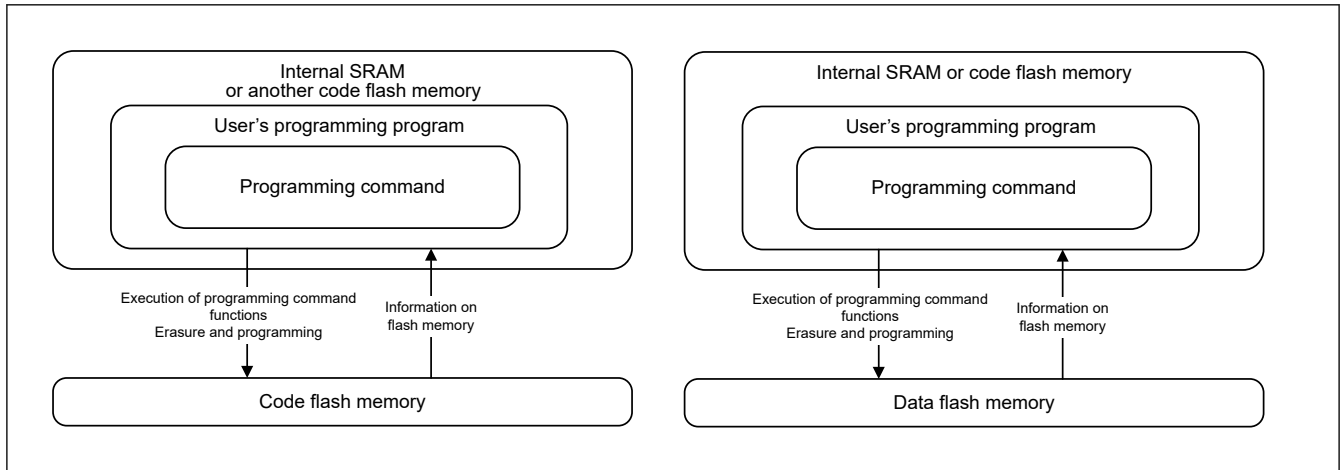 Internal SRAM
or another code flash memory
User's programming program
Programming command
Execution of programming command
functions
Erasure and programming
Information on
flash memory
Code flash memory
Internal SRAM or code flash memory
User's programming program
Programming command
Execution of programming command
functions
Erasure and programming
Information on
flash memory
Data flash memory